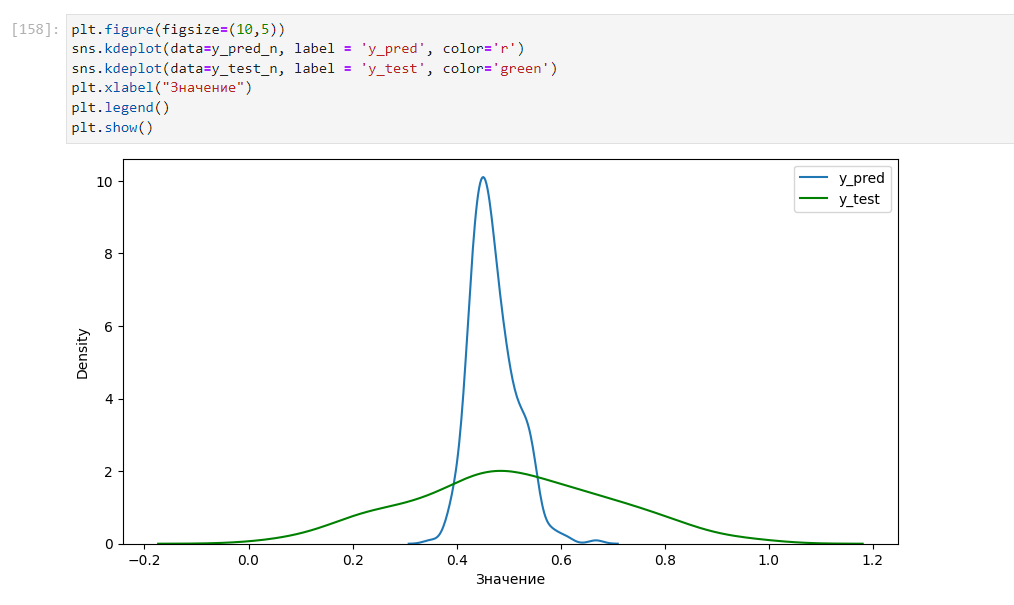 [158]:
plt.figure(figsize=(10,5))
sns.kdeplot(data=y_pred_n, label = 'y_pred', color='r')
sns.kdeplot(data=y_test_n, label = 'y_test', color='green')
plt.xlabel("Значение")
plt.legend()
plt.show()
y_pred
y_test
10
8
6
4
2
0
Density
−0.2 0.0 0.2 0.4 0.6 0.8 1.0 1.2
Значение